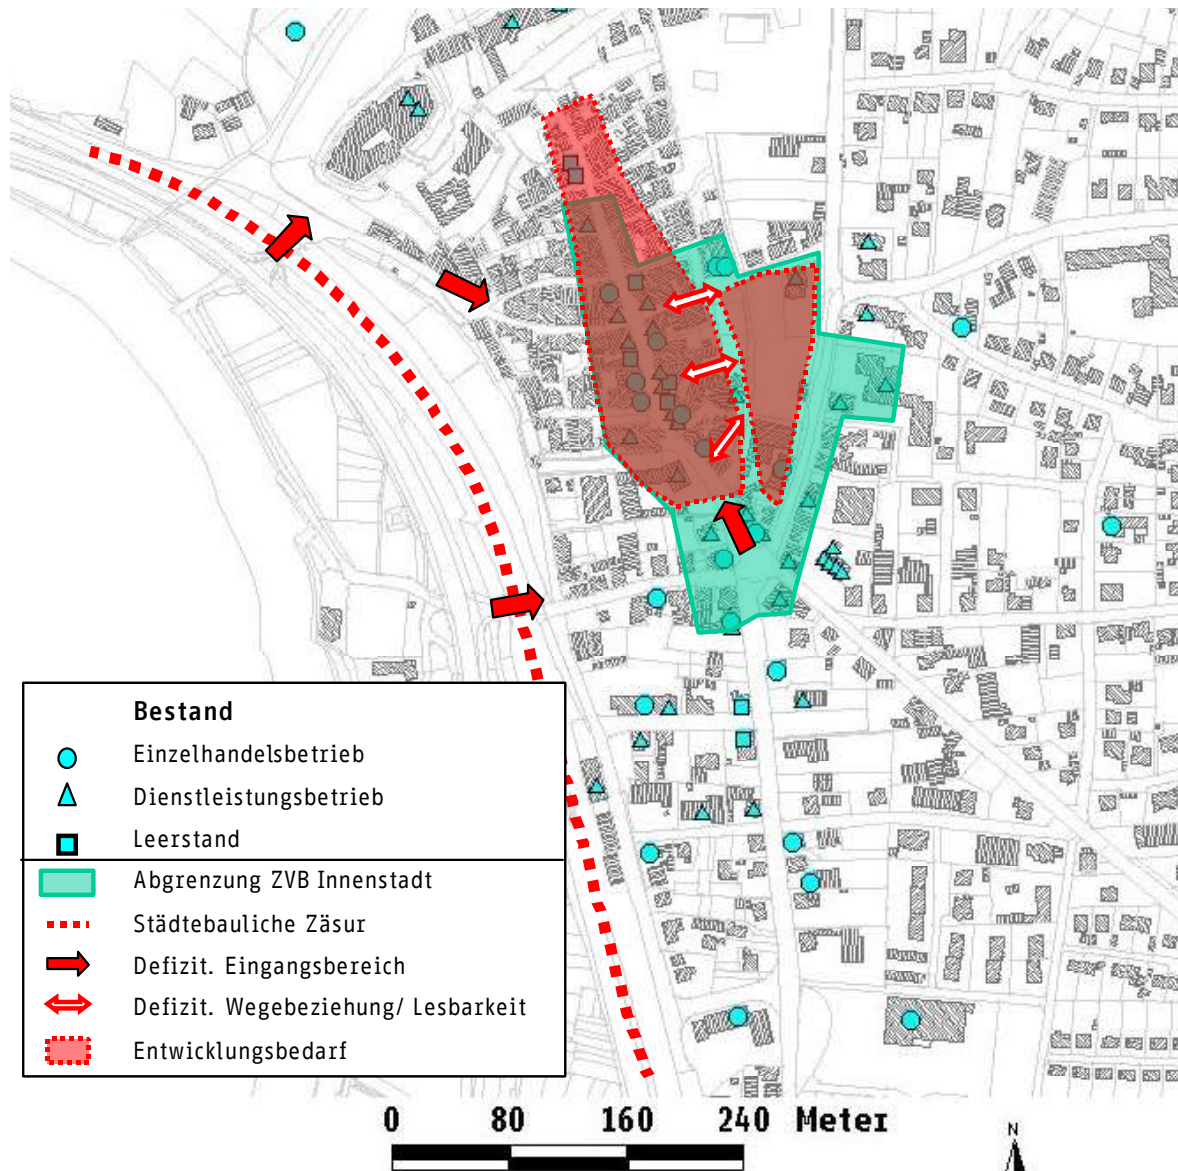 Bestand
Einzelhandelsbetrieb
Dienstleistungsbetrieb
Leerstand
Abgrenzung ZVB Innenstadt
Städtebauliche Zäsur
Defizit. Eingangsbereich
Defizit. Wegebeziehung/ Lesbarkeit
Entwicklungsbedarf
0 80 160 240 Meter
N